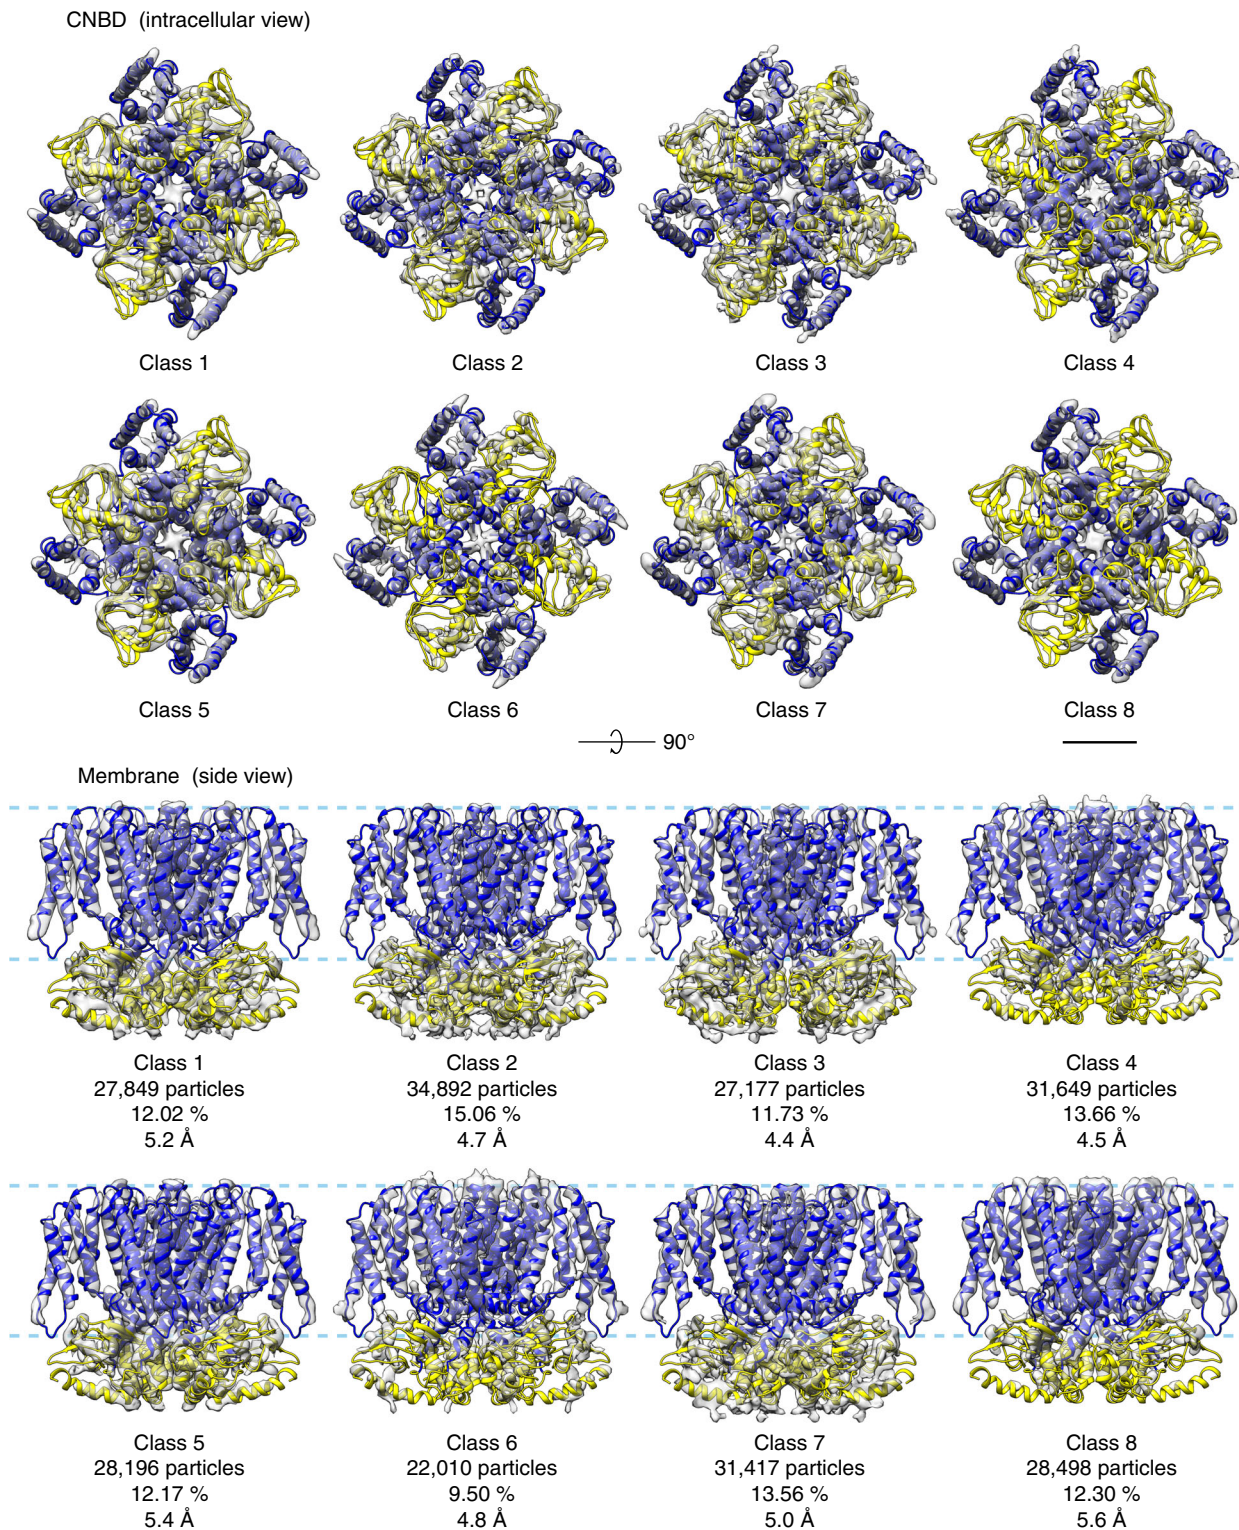 CNBD (intracellular view)
Class 1
Class 2
Class 3
Class 4
Class 5
Class 6
Class 7
Class 8
90°
Membrane (side view)
Class 1
27,849 particles
12.02 %
5.2 Å
Class 2
34,892 particles
15.06 %
4.7 Å
Class 3
27,177 particles
11.73 %
4.4 Å
Class 4
31,649 particles
13.66 %
4.5 Å
Class 5
28,196 particles
12.17 %
5.4 Å
Class 6
22,010 particles
9.50 %
4.8 Å
Class 7
31,417 particles
13.56 %
5.0 Å
Class 8
28,498 particles
12.30 %
5.6 Å